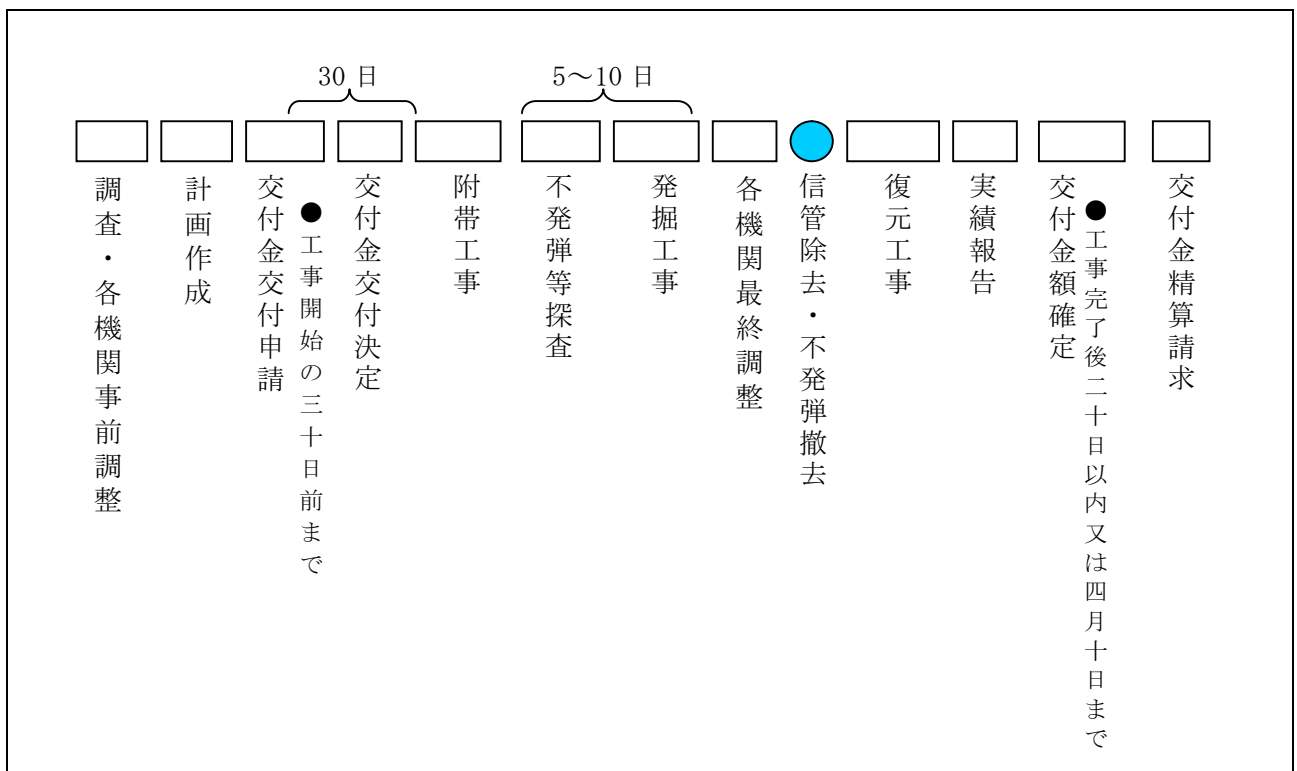 30 日
5～10 日
調査・各機関事前調整
計画作成
交付金交付申請
●工事開始の三十日前まで
交付金交付決定
附帯工事
不発弾等探査
発掘工事
各機関最終調整
信管除去・不発弾撤去
復元工事
実績報告
交付金額確定
●工事完了後二十日以内又は四月十日まで
交付金精算請求